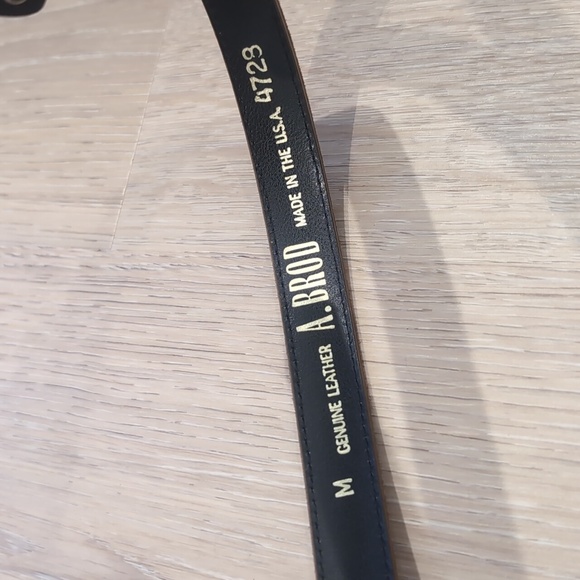 M GENUINE LEATHER A.BROD MADE IN THE U.S.A. 4723